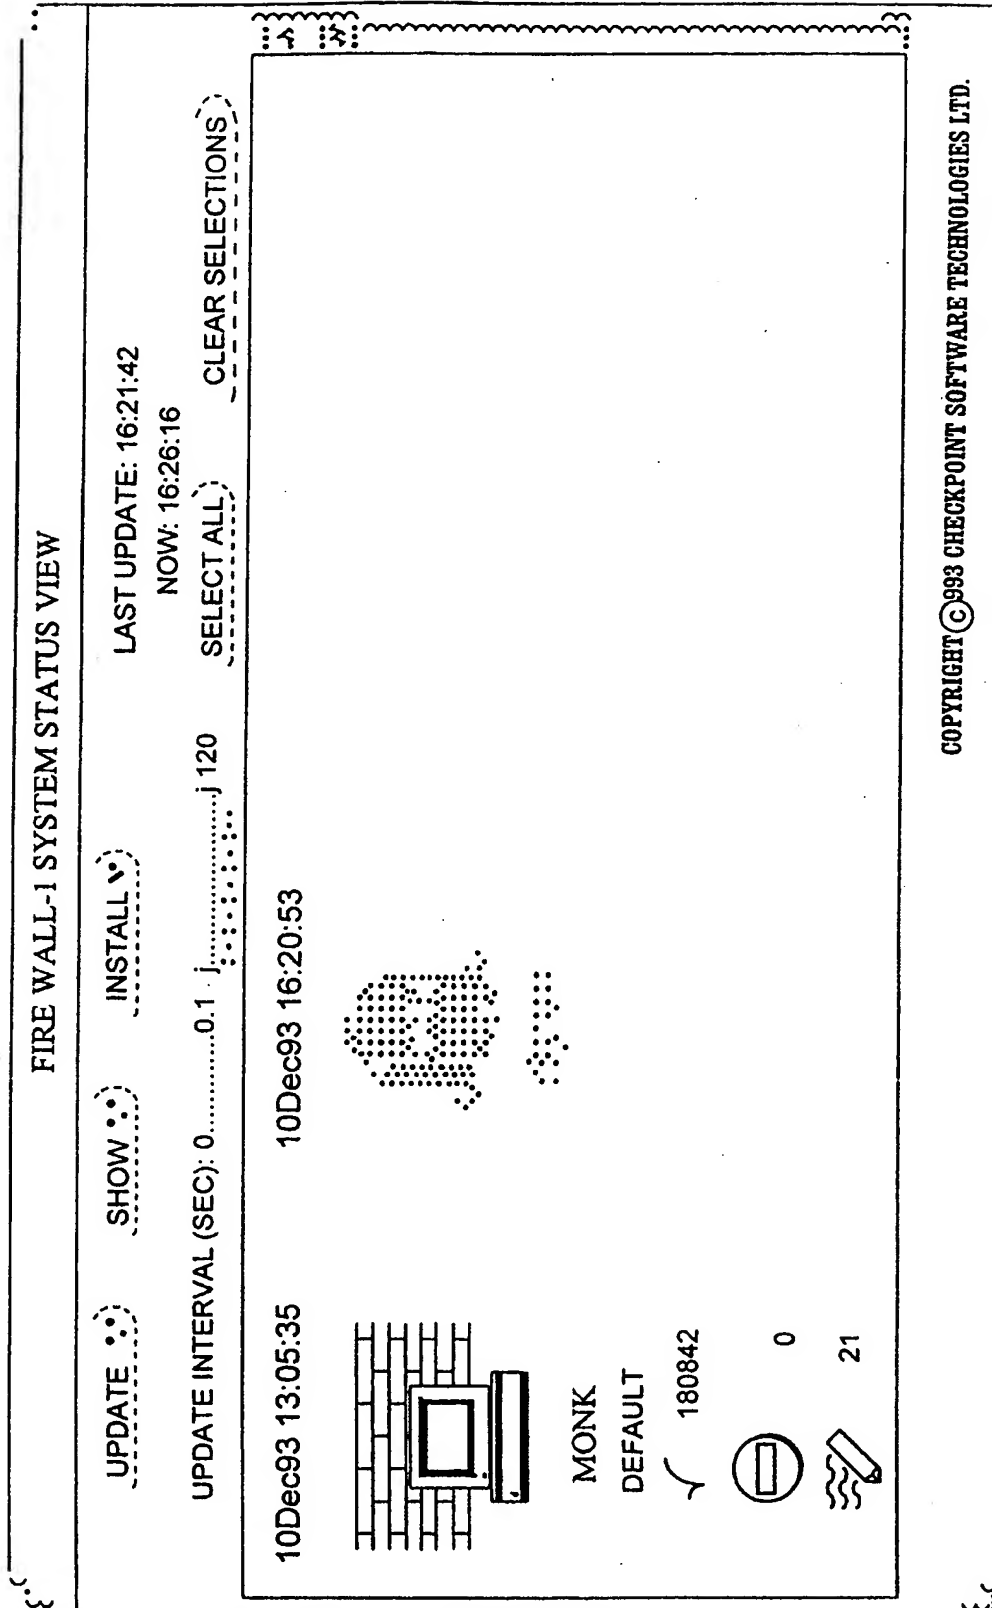 FIRE WALL-1 SYSTEM STATUS VIEW
UPDATE SHOW INSTALL LAST UPDATE: 16:21:42
NOW: 16:26:16
UPDATE INTERVAL (SEC): 0..............0.1 j....................j 120 SELECT ALL CLEAR SELECTIONS
10Dec93 13:05:35 10Dec93 16:20:53
MONK
DEFAULT
180842
0
21
COPYRIGHT©993 CHECKPOINT SOFTWARE TECHNOLOGIES LTD.